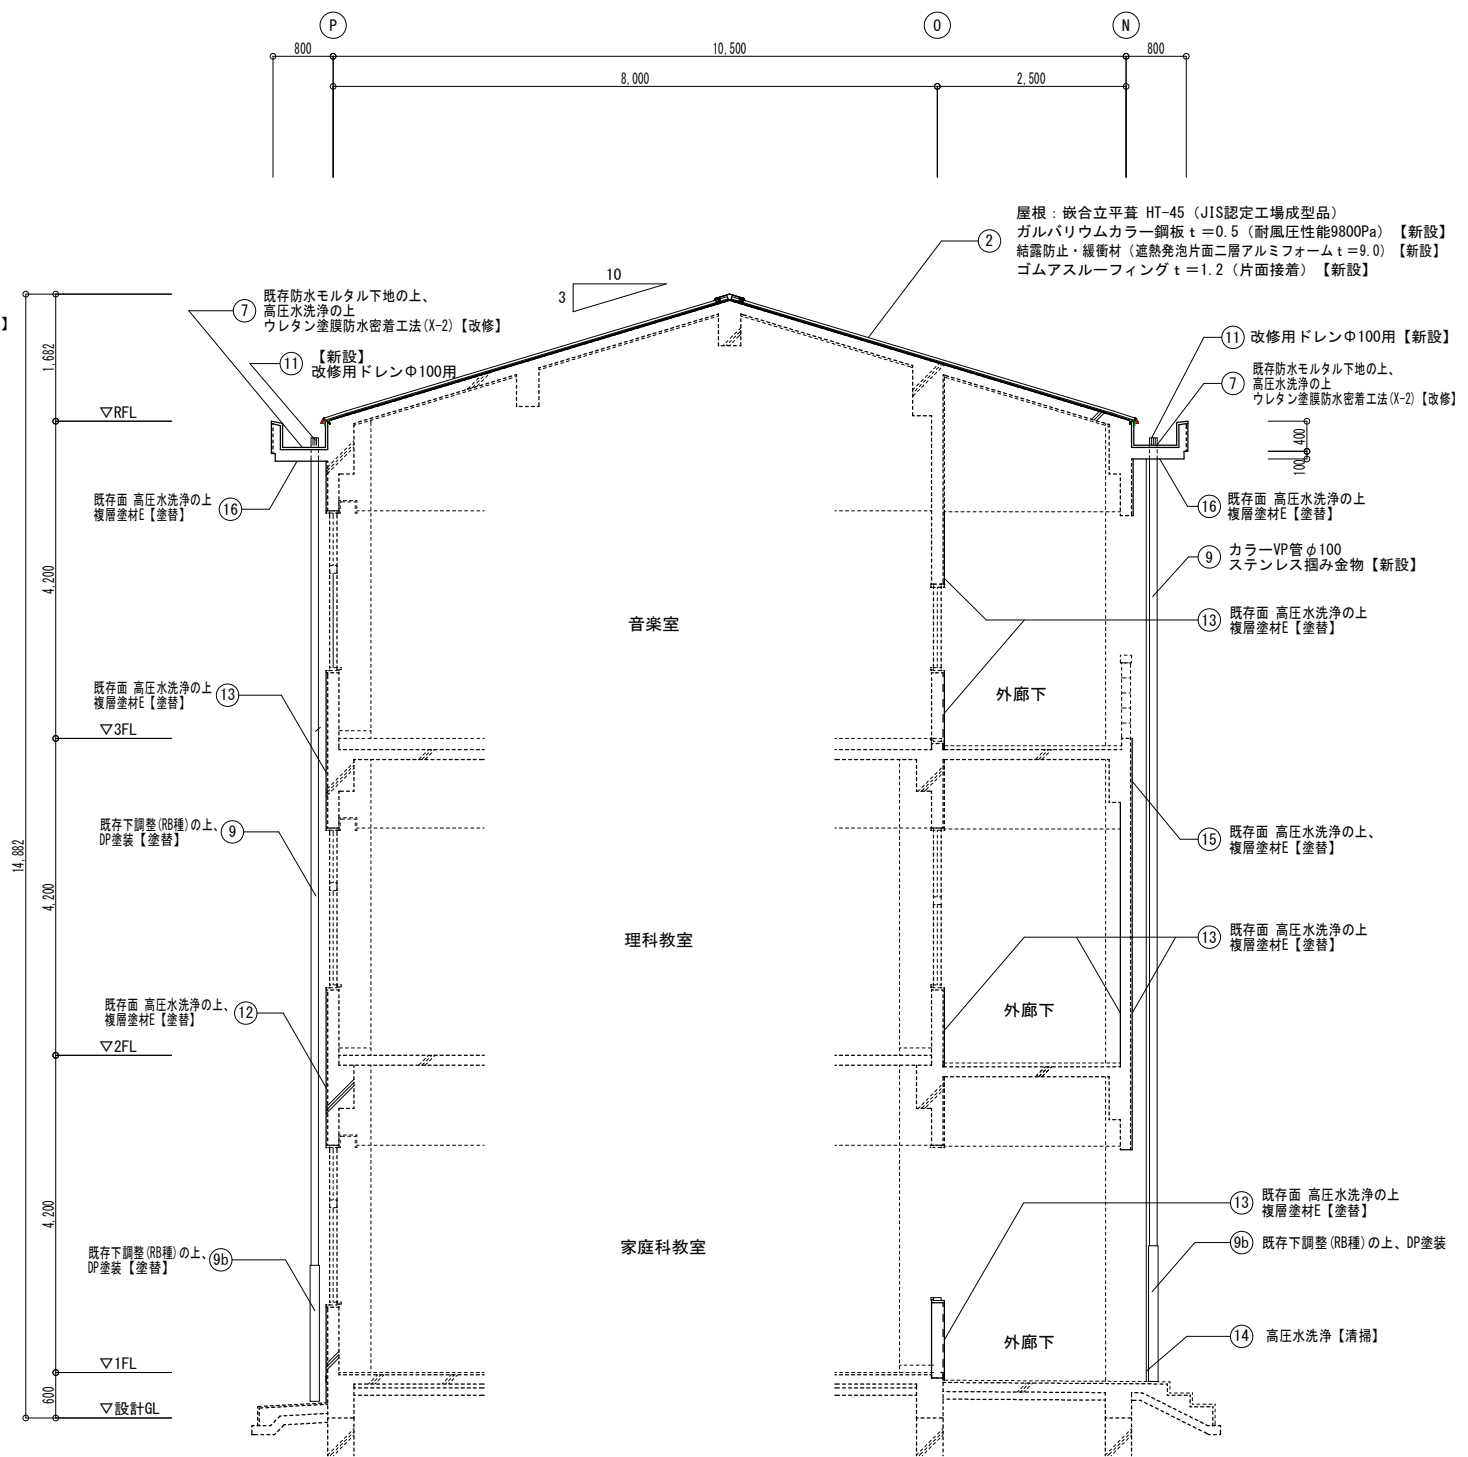 P
O
N
800
10,500
800
8,000
2,500
屋根：嵌合立平葺 HT-45（JIS認定工場成型品）
② ガルバリウムカラー鋼板ｔ＝0.5（耐風圧性能9800Pa）【新設】
結露防止・緩衝材（遮熱発泡片面二層アルミフォームｔ＝9.0）【新設】
ゴムアスルーフィングｔ＝1.2（片面接着）【新設】
10
3
】
既存防水モルタル下地の上、
⑦ 高圧水洗浄の上
ウレタン塗膜防水密着工法(X-2)【改修】
⑪ 【新設】
改修用ドレンΦ100用
⑪ 改修用ドレンΦ100用【新設】
既存防水モルタル下地の上、
⑦ 高圧水洗浄の上
ウレタン塗膜防水密着工法(X-2)【改修】
1,682
▽RFL
400
100
既存面 高圧水洗浄の上 ⑯
複層塗材E【塗替】
⑯ 既存面 高圧水洗浄の上
複層塗材E【塗替】
⑨ カラーVP管φ100
ステンレス掴み金物【新設】
4,200
音楽室
⑬ 既存面 高圧水洗浄の上
複層塗材E【塗替】
既存面 高圧水洗浄の上 ⑬
複層塗材E【塗替】
外廊下
▽3FL
既存下調整(RB種)の上、 ⑨
DP塗装【塗替】
⑮ 既存面 高圧水洗浄の上、
複層塗材E【塗替】
14,882
4,200
理科教室
⑬ 既存面 高圧水洗浄の上
複層塗材E【塗替】
既存面 高圧水洗浄の上、 ⑫
複層塗材E【塗替】
外廊下
▽2FL
4,200
⑬ 既存面 高圧水洗浄の上
複層塗材E【塗替】
家庭科教室
既存下調整(RB種)の上、 9b
DP塗装【塗替】
9b 既存下調整(RB種)の上、DP塗装
外廊下
⑭ 高圧水洗浄【清掃】
▽1FL
600
▽設計GL